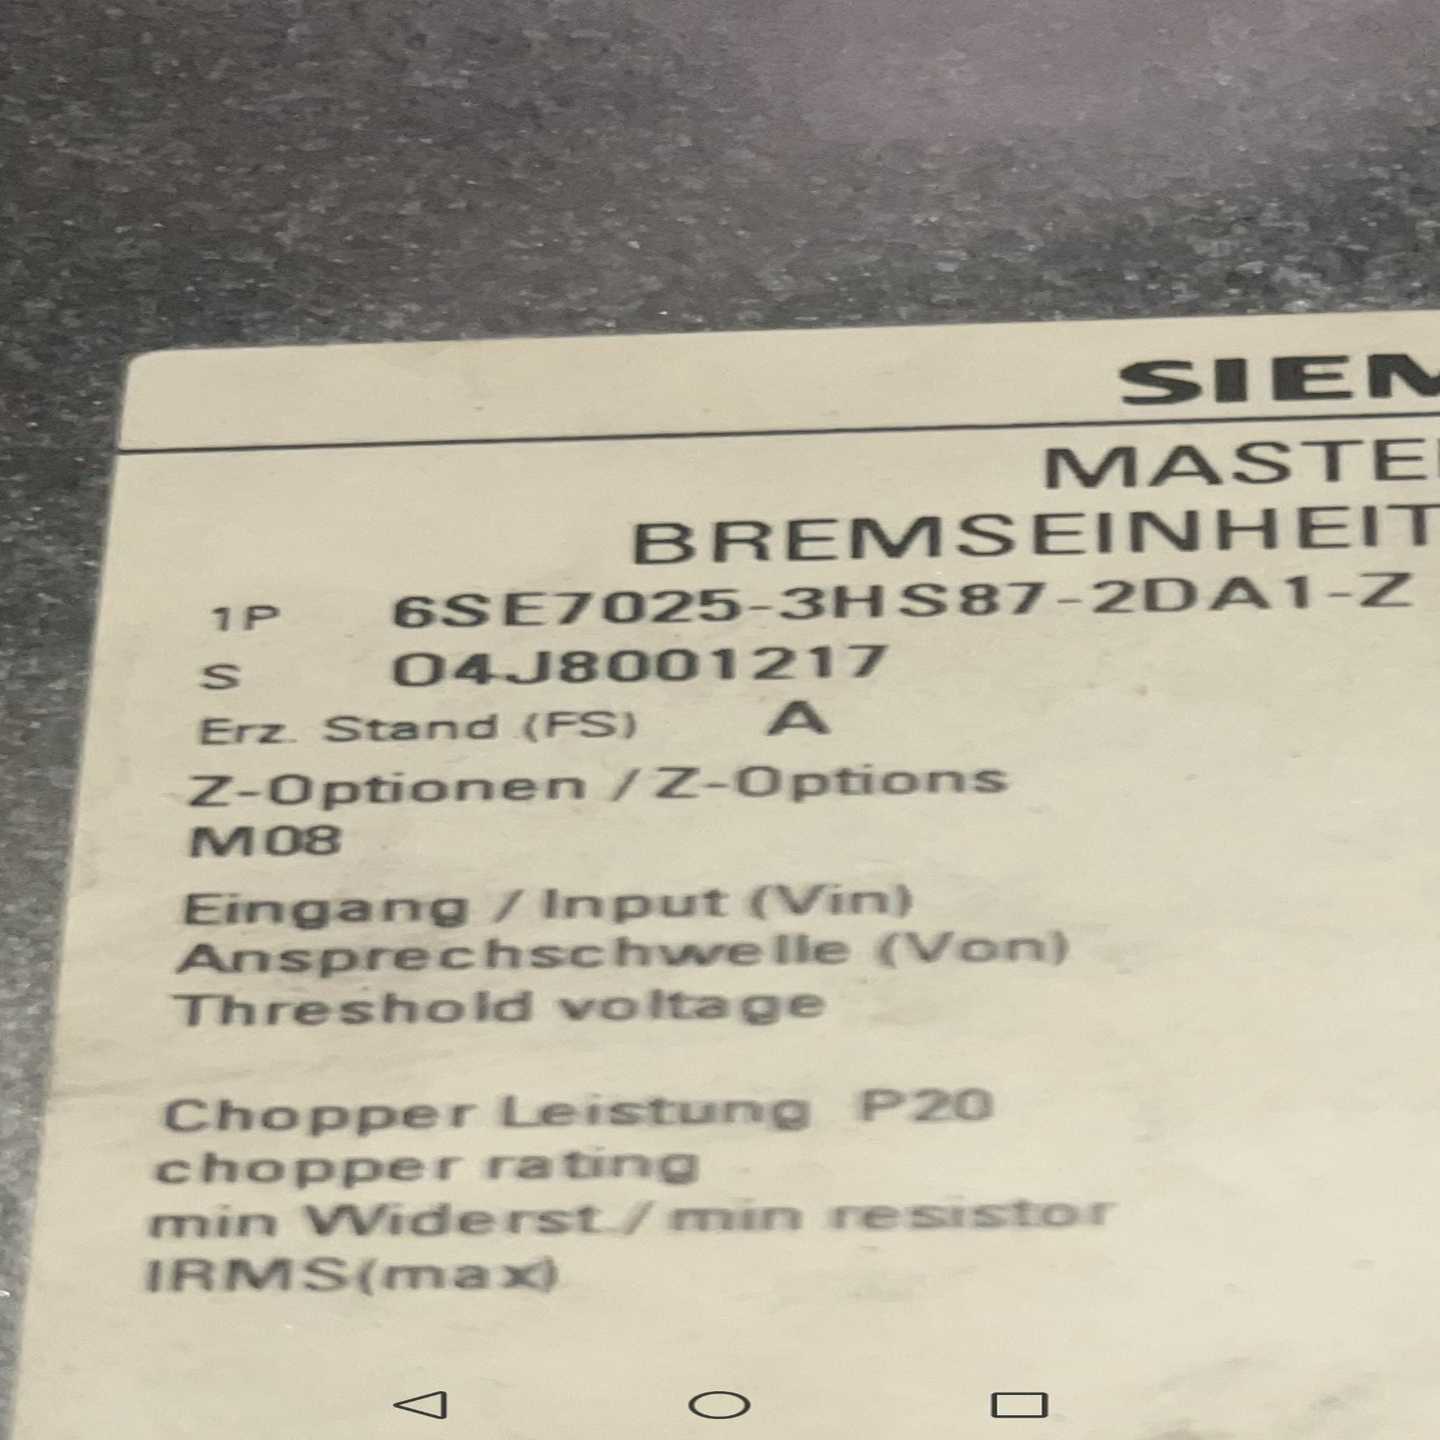 SIEM
MASTE
BREMSEINHEIT
1P 6SE7025-3HS87-2DA1-Z
S 04J8001217
Erz. Stand (FS) A
Z-Optionen / Z-Options
M08
Eingang / Input (Vin)
Ansprechschwelle (Von)
Threshold voltage
Chopper Leistung P20
chopper rating
min Widerst. / min resistor
IRMS(max)